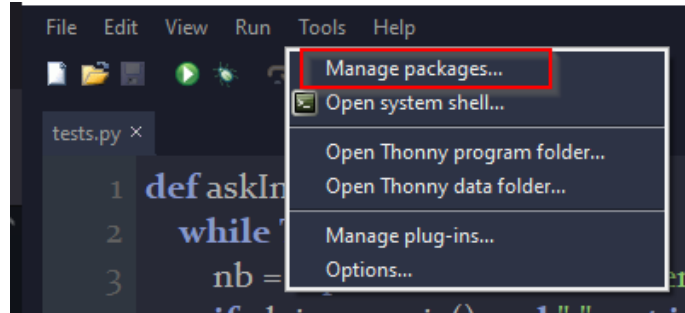 File Edit View Run Tools Help
Manage packages...
Open system shell...
tests.py ×
Open Thonny program folder...
Open Thonny data folder...
1 def askIn
2 while
Manage plug-ins...
3 nb =
Options...